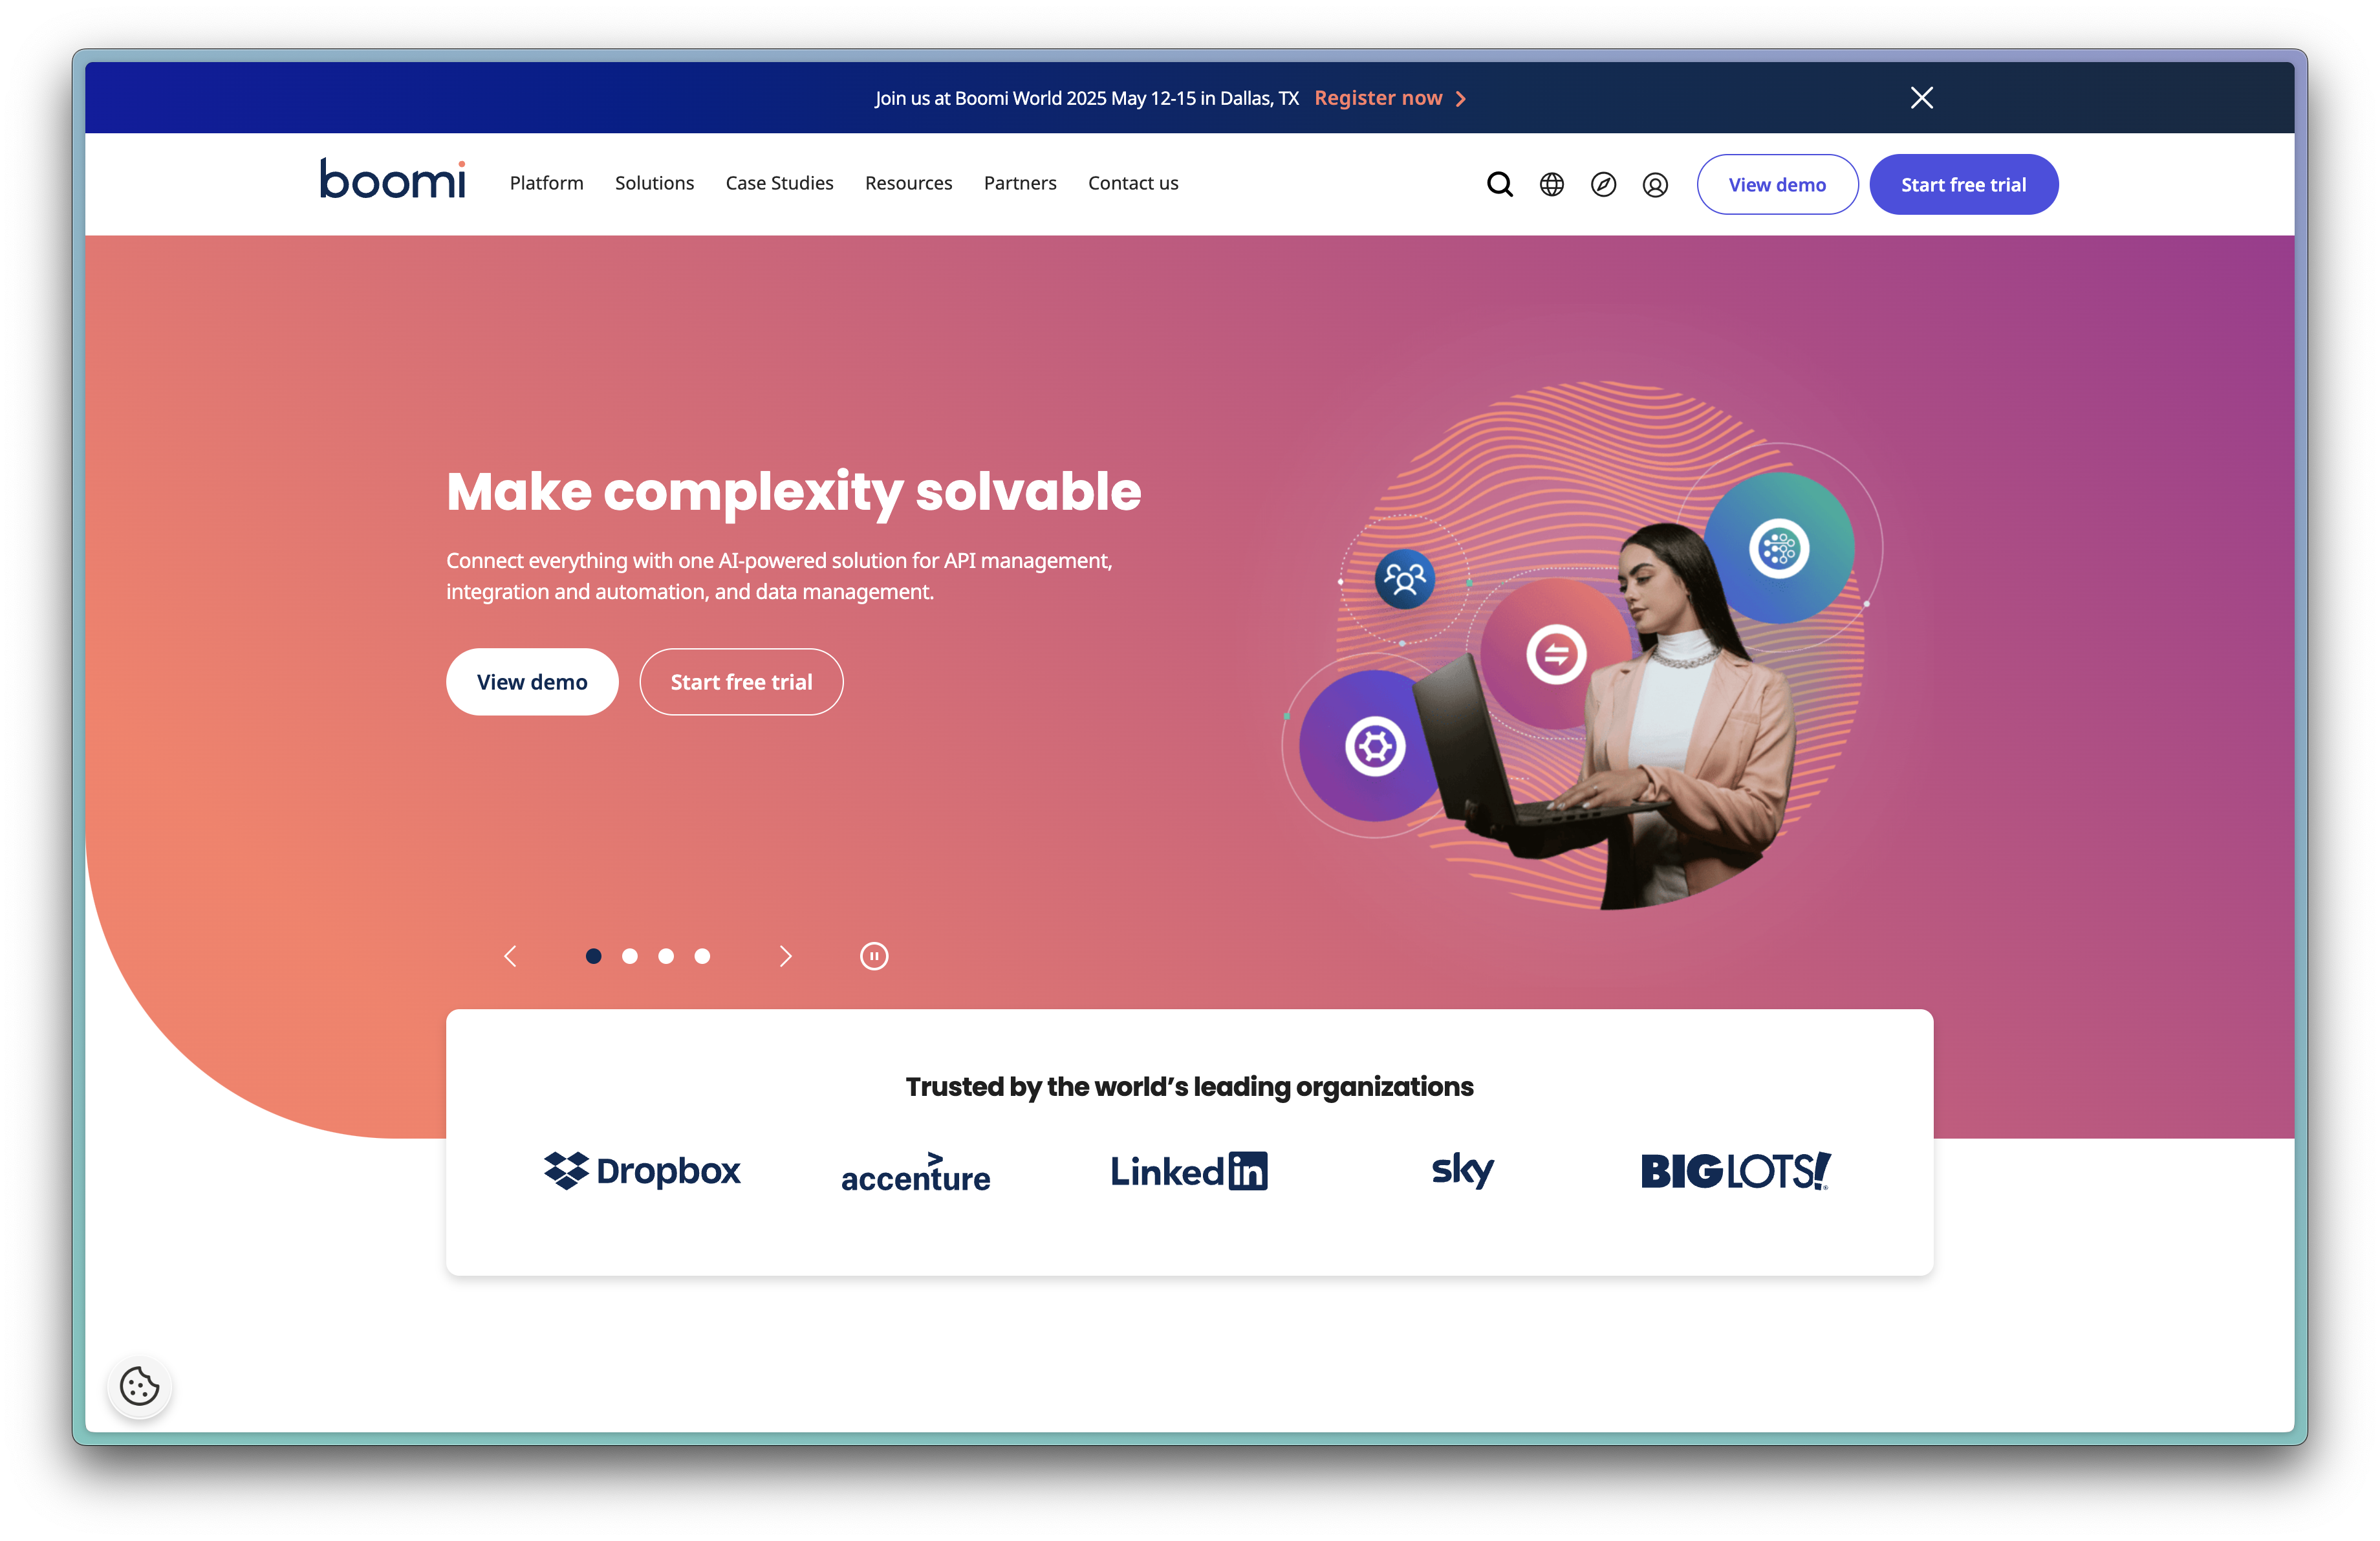 Join us at Boomi World 2025 May 12-15 in Dallas, TX Register now
boomi Platform Solutions Case Studies Resources Partners Contact us View demo Start free trial
Make complexity solvable
Connect everything with one AI-powered solution for API management,
integration and automation, and data management.
View demo Start free trial
Trusted by the world’s leading organizations
Dropbox accenture LinkedIn sky BIGLOTS!